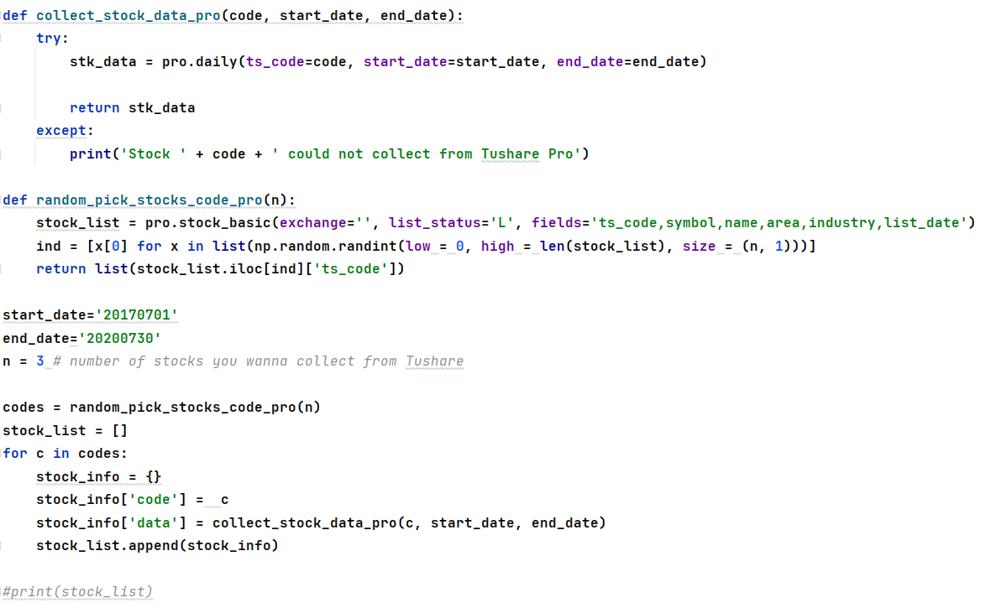 def collect_stock_data_pro(code, start_date, end_date):
    try:
        stk_data = pro.daily(ts_code=code, start_date=start_date, end_date=end_date)
        return stk_data
    except:
        print('Stock ' + code + ' could not collect from Tushare Pro')
def random_pick_stocks_code_pro(n):
    stock_list = pro.stock_basic(exchange='', list_status='L', fields='ts_code,symbol,name,area,industry,list_date')
    ind = [x[0] for x in list(np.random.randint(low = 0, high = len(stock_list), size = (n, 1)))]
    return list(stock_list.iloc[ind]['ts_code'])
start_date='20170701'
end_date='20200730'
n = 3 # number of stocks you wanna collect from Tushare
codes = random_pick_stocks_code_pro(n)
stock_list = []
for c in codes:
    stock_info = {}
    stock_info['code'] =  c
    stock_info['data'] = collect_stock_data_pro(c, start_date, end_date)
    stock_list.append(stock_info)
#print(stock_list)